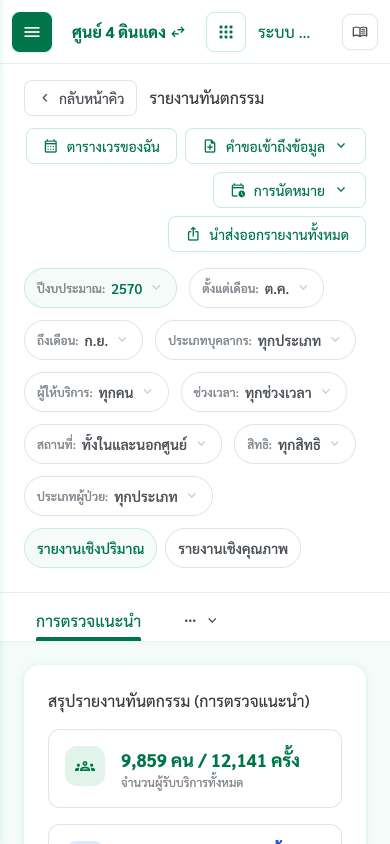 ศูนย์ 4 ดินแดง ระบบ ...
กลับหน้าคิว รายงานทันตกรรม
ตารางเวรของฉัน คำขอเข้าถึงข้อมูล
การนัดหมาย
นำส่งออกรายงานทั้งหมด
ปีงบประมาณ: 2570 ตั้งแต่เดือน: ต.ค.
ถึงเดือน: ก.ย. ประเภทบุคลากร: ทุกประเภท
ผู้ให้บริการ: ทุกคน ช่วงเวลา: ทุกช่วงเวลา
สถานที่: ทั้งในและนอกศูนย์ สิทธิ: ทุกสิทธิ
ประเภทผู้ป่วย: ทุกประเภท
รายงานเชิงปริมาณ รายงานเชิงคุณภาพ
การตรวจแนะนำ ...
สรุปรายงานทันตกรรม (การตรวจแนะนำ)
9,859 คน / 12,141 ครั้ง
จำนวนผู้รับบริการทั้งหมด